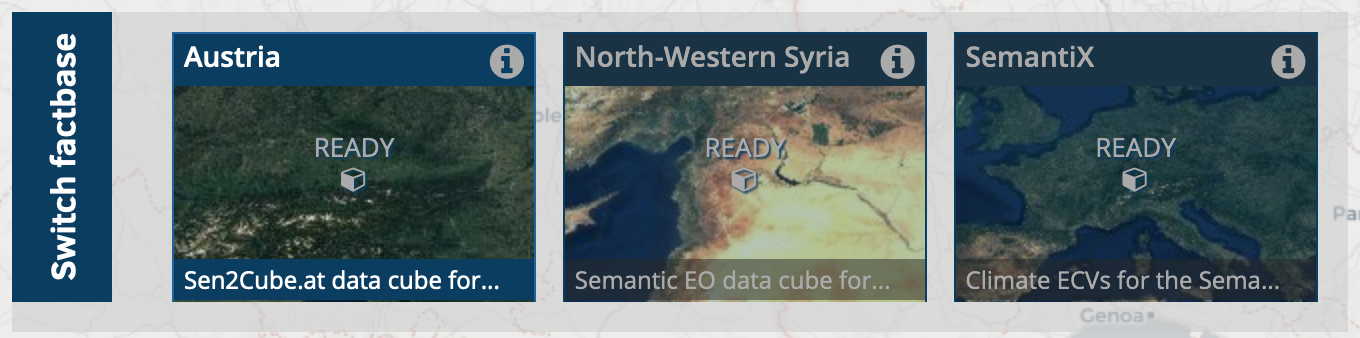 Switch factbase
Austria
READY
Sen2Cube.at data cube for...
North-Western Syria
READY
Semantic EO data cube for...
SemantiX
READY
Climate ECVs for the Sema...
Genoa